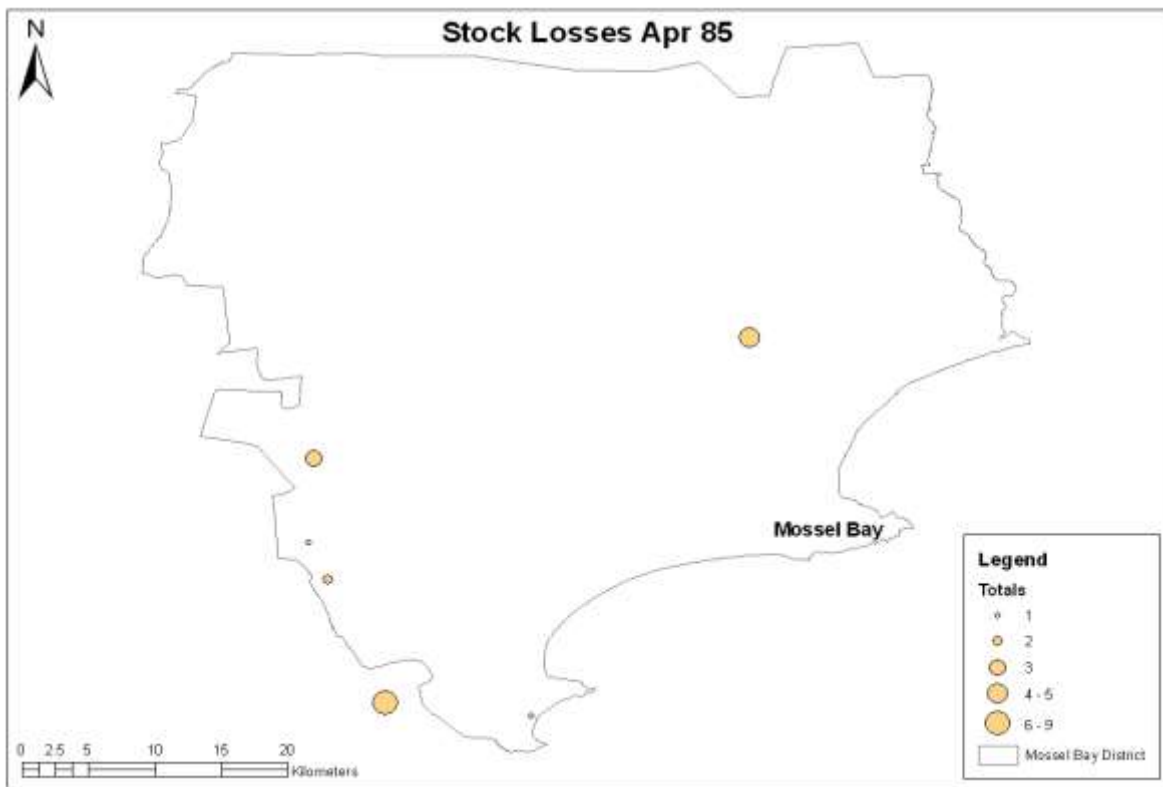 Stock Losses Apr 85
N
Mossel Bay
Legend
Totals
1
2
3
4 - 5
6 - 9
Mossel Bay District
0 2.5 5 10 15 20
Kilometers